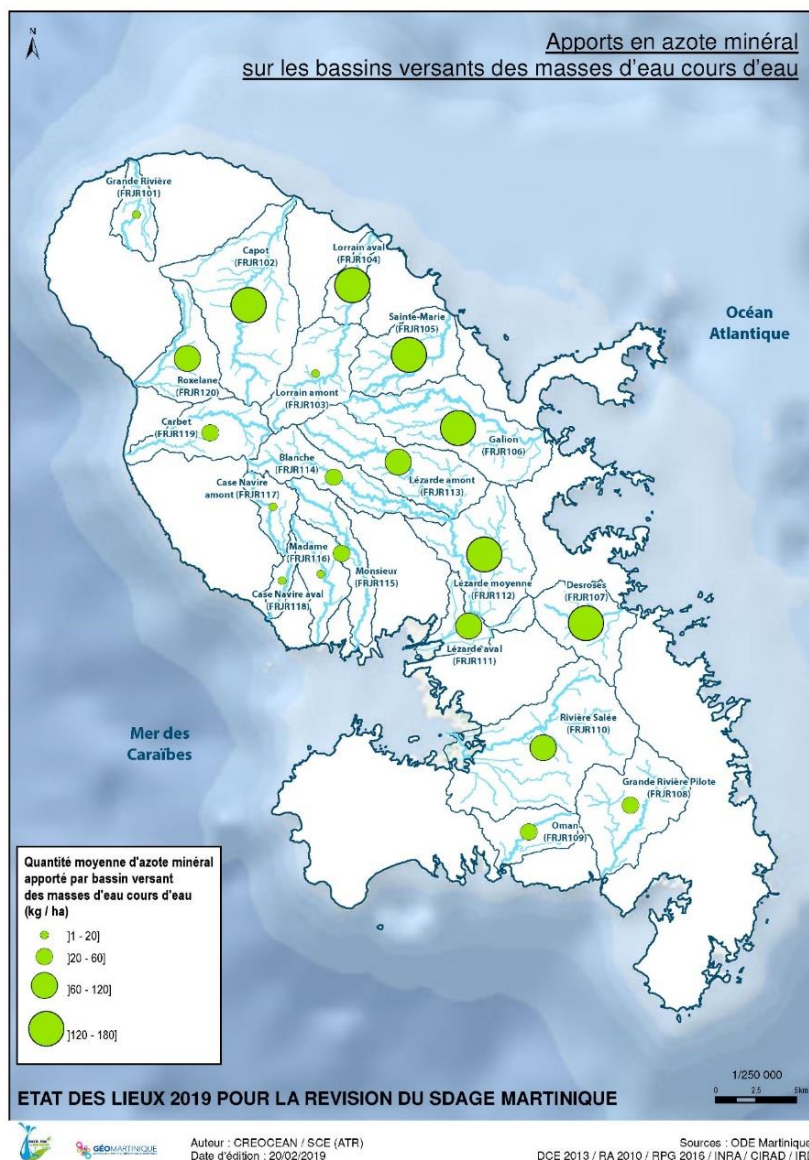 N
Apports en azote minéral
sur les bassins versants des masses d'eau cours d'eau
Grande Rivière
(FRJR101)
Capot
(FRJR102)
Lorrain aval
(FRJR104)
Sainte-Marie
(FRJR105)
Océan
Atlantique
Roxelane
(FRJR120)
Lorrain amont
(FRJR103)
Carbet
(FRJR119)
Galion
(FRJR106)
Blanche
(FRJR114)
Lézarde amont
(FRJR113)
Case Navire
amont (FRJR117)
Madame
(FRJR116)
Monsieur
(FRJR115)
Case Navire aval
(FRJR118)
Lézarde moyenne
(FRJR112)
Desroses
(FRJR107)
Lézarde aval
(FRJR111)
Mer des
Caraïbes
Rivière Salée
(FRJR110)
Grande Rivière Pilote
(FRJR108)
Oman
(FRJR109)
Quantité moyenne d'azote minéral
apporté par bassin versant
des masses d'eau cours d'eau
(kg / ha)
]1 - 20]
]20 - 60]
]60 - 120]
]120 - 180]
1/250 000
0 2.5 5km
ETAT DES LIEUX 2019 POUR LA REVISION DU SDAGE MARTINIQUE
GÉOMARTINIQUE
Auteur : CREOCEAN / SCE (ATR)
Date d'édition : 20/02/2019
Sources : ODE Martinique
DCE 2013 / RA 2010 / RPG 2016 / INRA / CIRAD /